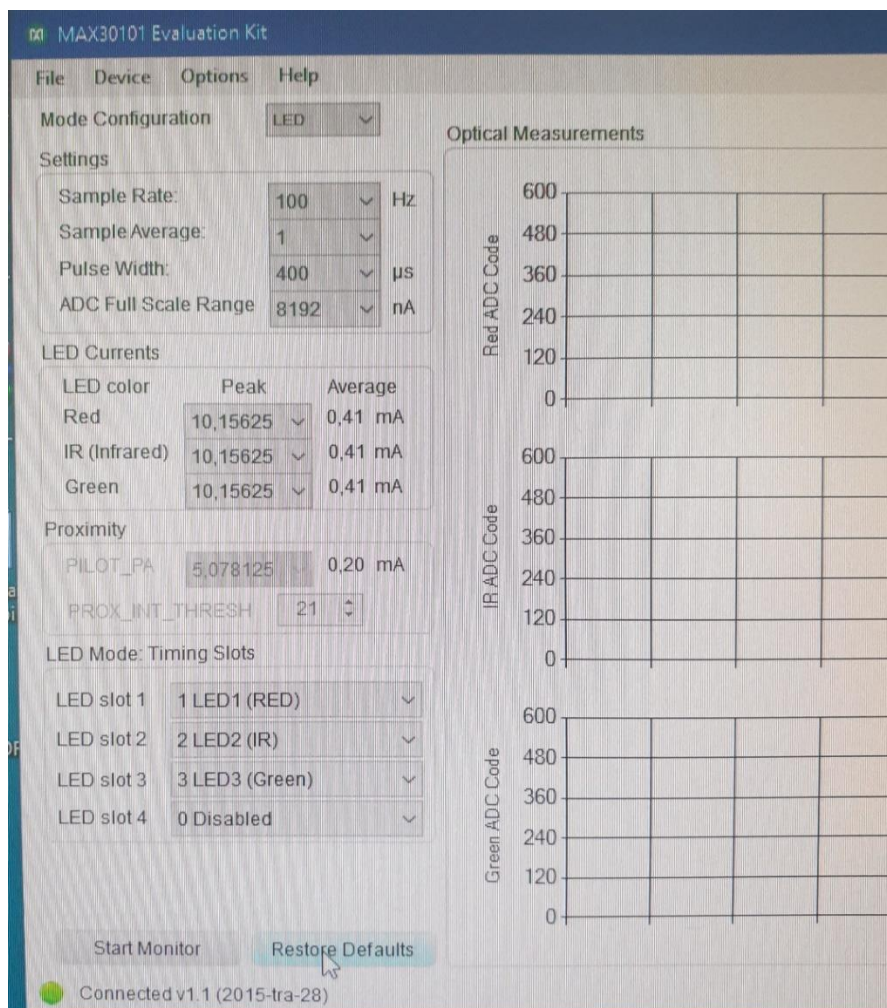 MAX30101 Evaluation Kit
File Device Options Help
Mode Configuration LED
Settings
Sample Rate: 100 Hz
Sample Average: 1
Pulse Width: 400 µs
ADC Full Scale Range 8192 nA
LED Currents
LED color Peak Average
Red 10,15625 0,41 mA
IR (Infrared) 10,15625 0,41 mA
Green 10,15625 0,41 mA
Proximity
PILOT_PA 5,078125 0,20 mA
PROX_INT_THRESH 21
LED Mode: Timing Slots
LED slot 1 1 LED1 (RED)
LED slot 2 2 LED2 (IR)
LED slot 3 3 LED3 (Green)
LED slot 4 0 Disabled
Start Monitor Restore Defaults
Connected v1.1 (2015-tra-28)
Optical Measurements
Red ADC Code
600
480
360
240
120
0
IR ADC Code
600
480
360
240
120
0
Green ADC Code
600
480
360
240
120
0